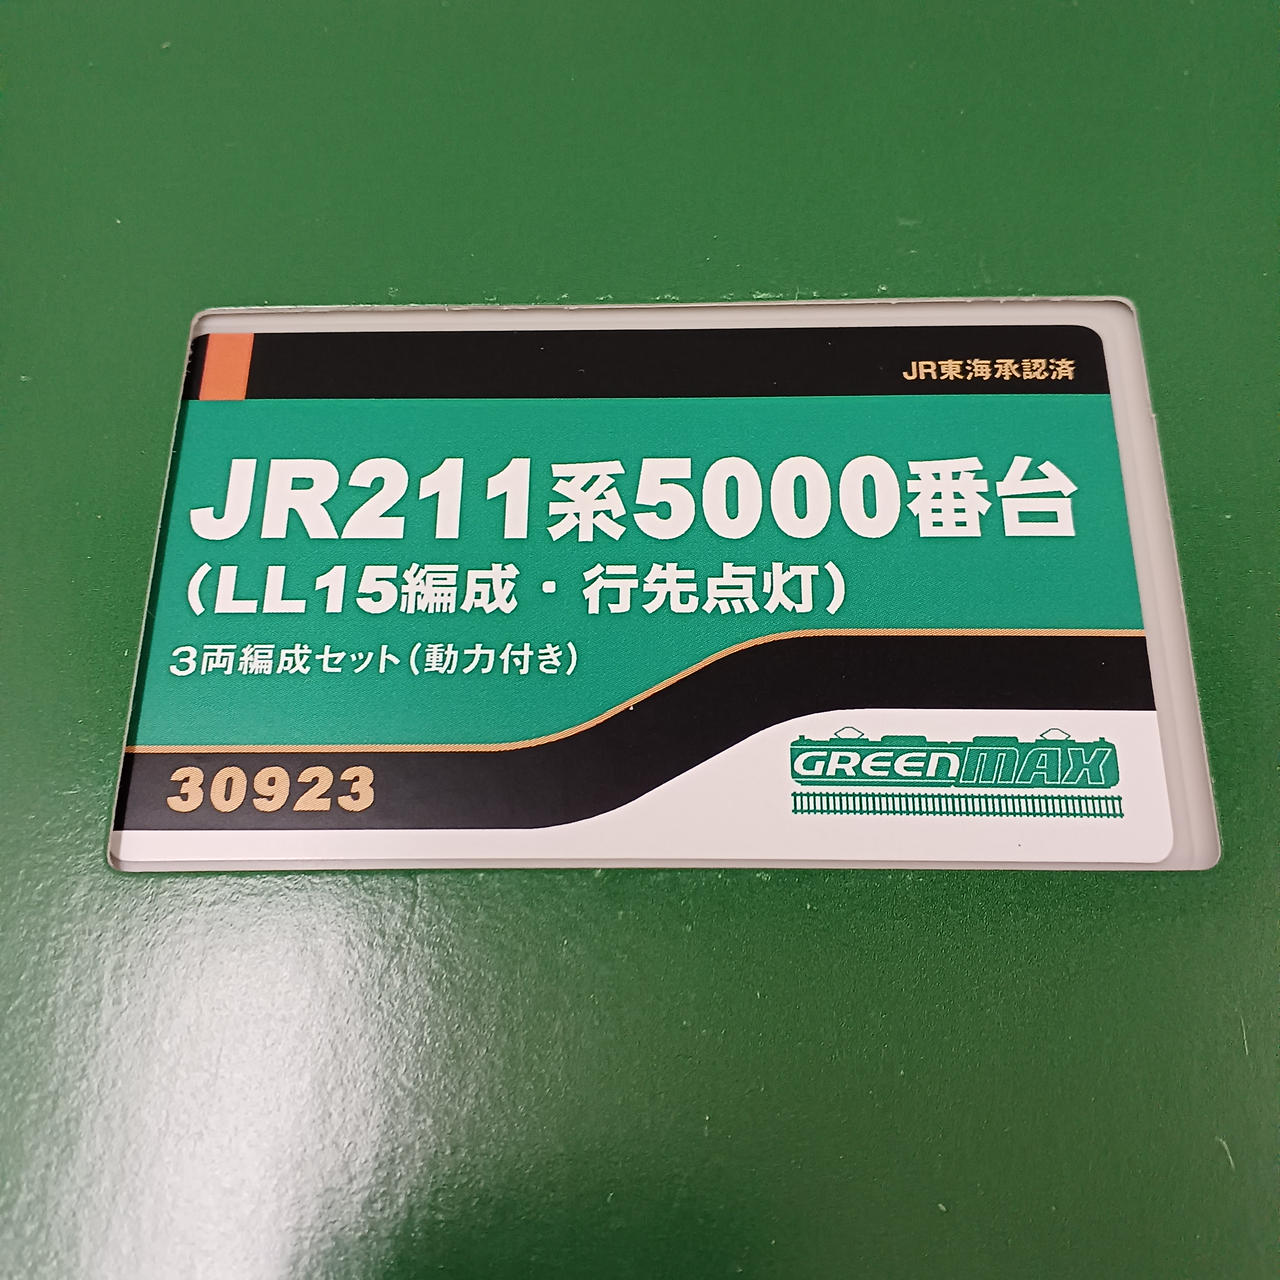 JR東海承認済
JR211系5000番台
(LL15編成・行先点灯)
3両編成セット(動力付き)
30923
GREENMAX